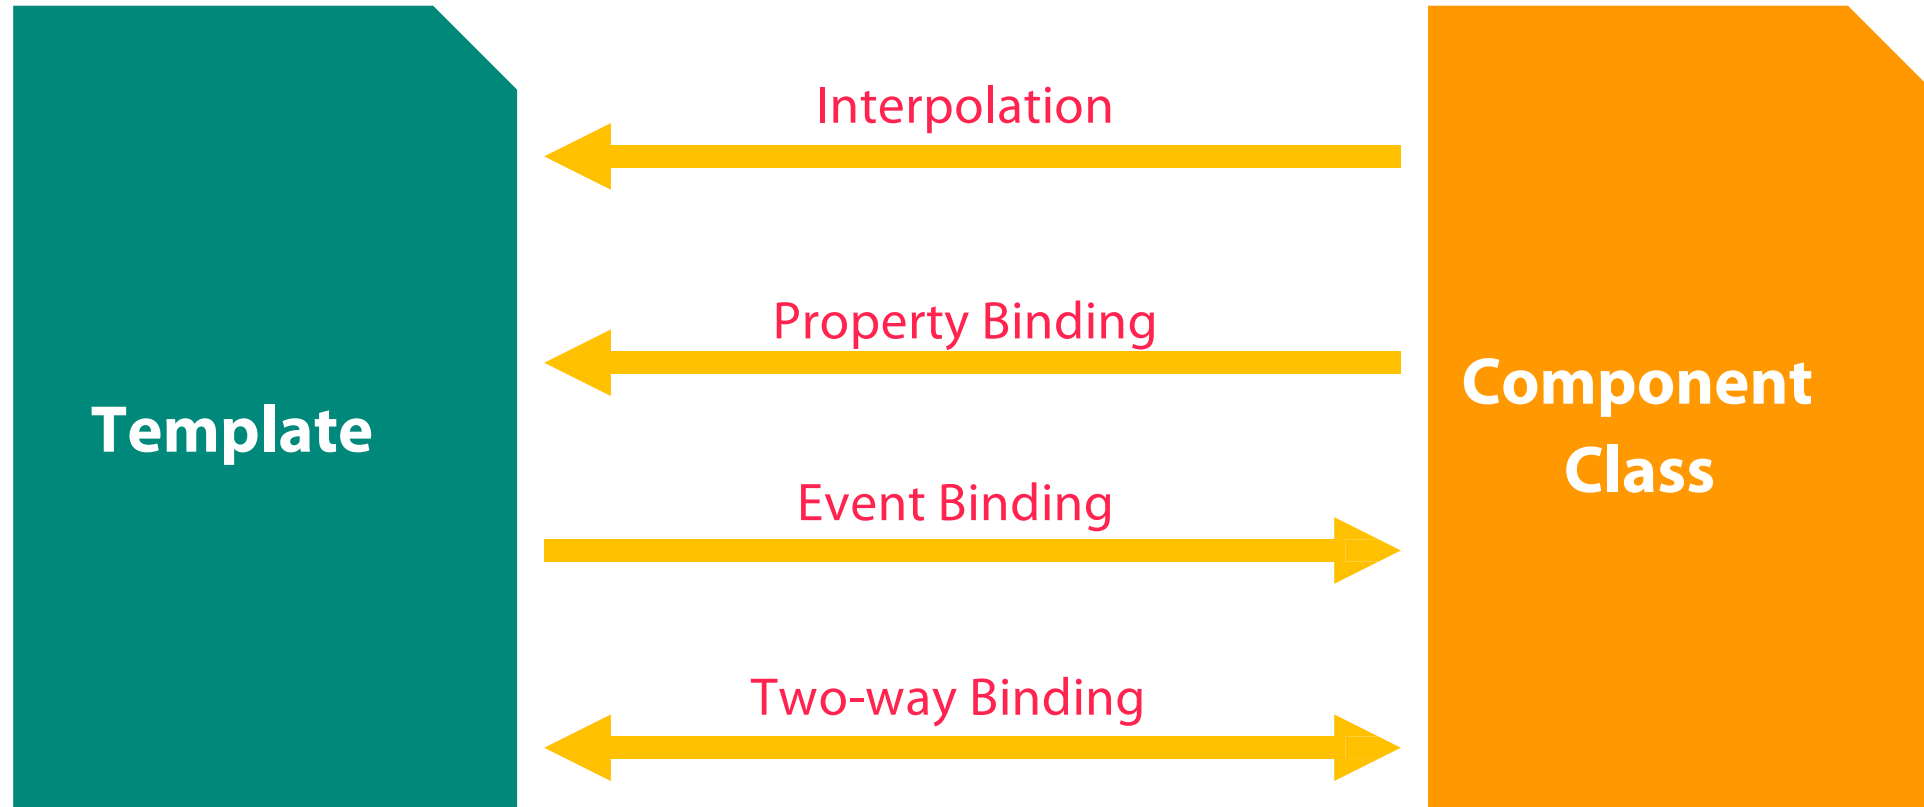 Interpolation
Property Binding
Template
Component
Class
Event Binding
Two-way Binding